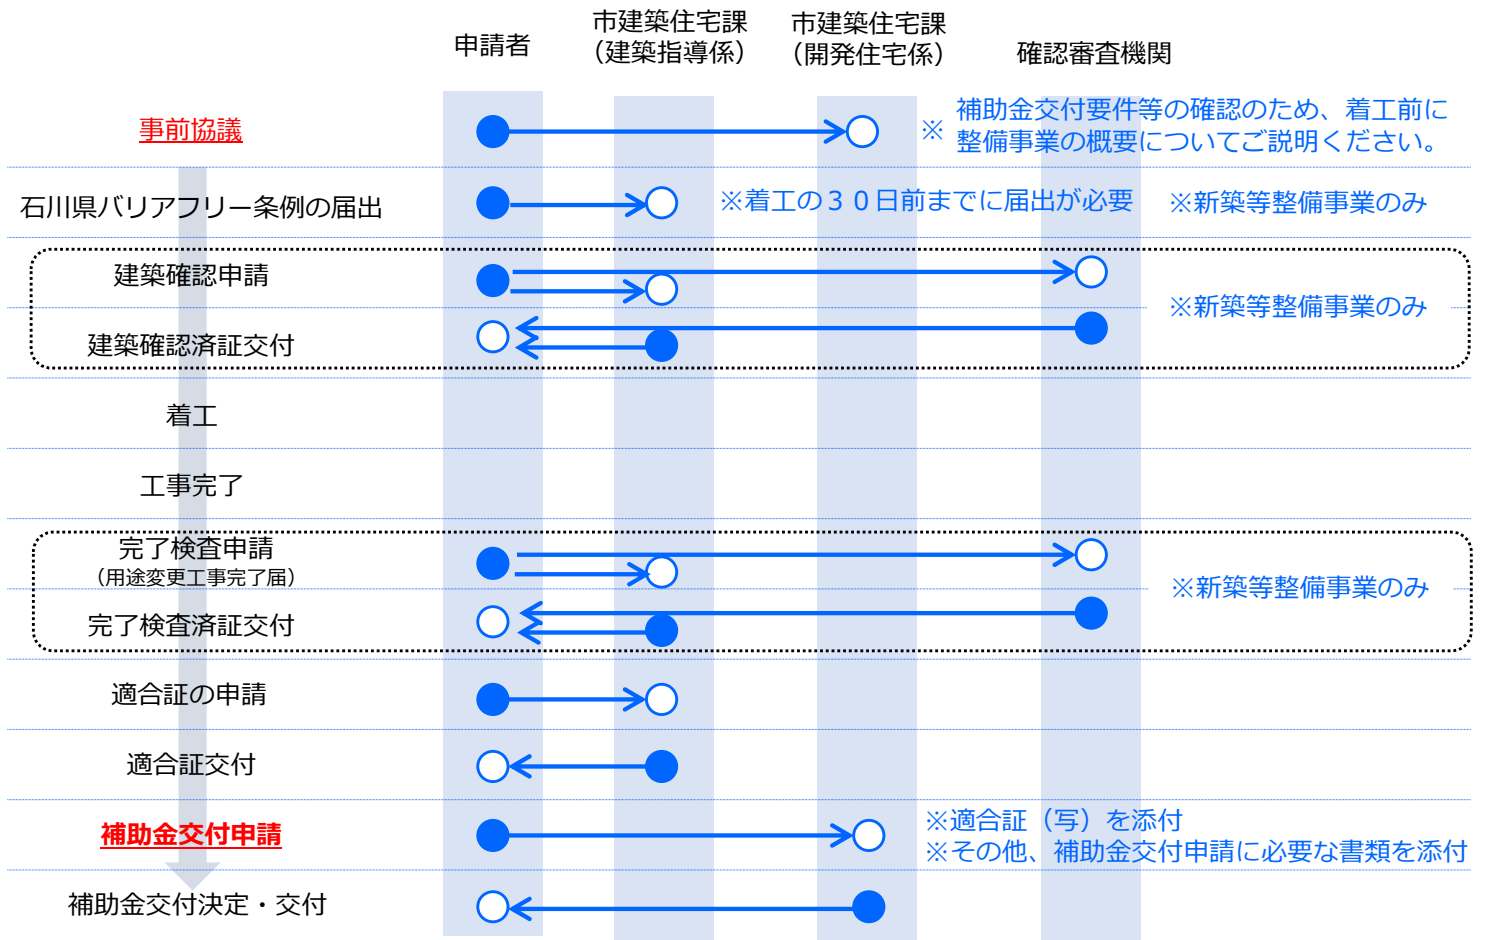 申請者
市建築住宅課
(建築指導係)
市建築住宅課
(開発住宅係)
確認審査機関
事前協議
※ 補助金交付要件等の確認のため、着工前に
整備事業の概要についてご説明ください。
石川県バリアフリー条例の届出
※着工の３０日前までに届出が必要
※新築等整備事業のみ
建築確認申請
※新築等整備事業のみ
建築確認済証交付
着工
工事完了
完了検査申請
(用途変更工事完了届)
※新築等整備事業のみ
完了検査済証交付
適合証の申請
適合証交付
補助金交付申請
※適合証（写）を添付
※その他、補助金交付申請に必要な書類を添付
補助金交付決定・交付